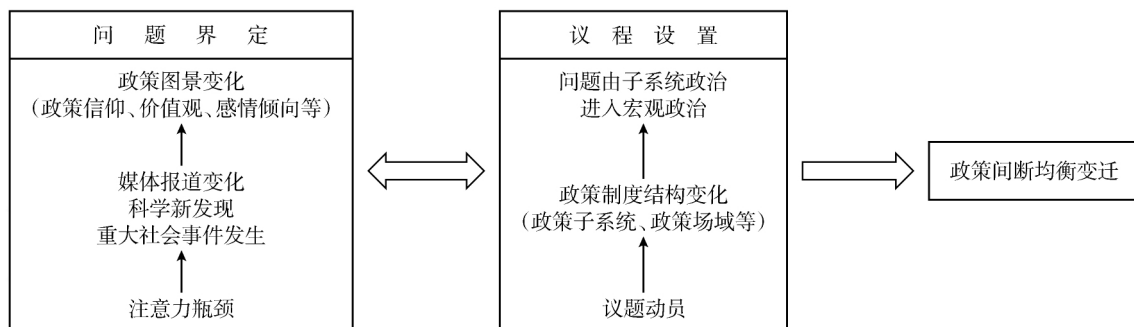 问题界定
政策图景变化
（政策信仰、价值观、感情倾向等）
媒体报道变化
科学新发现
重大社会事件发生
注意力瓶颈
议程设置
问题由子系统政治
进入宏观政治
政策制度结构变化
（政策子系统、政策场域等）
议题动员
政策间断均衡变迁